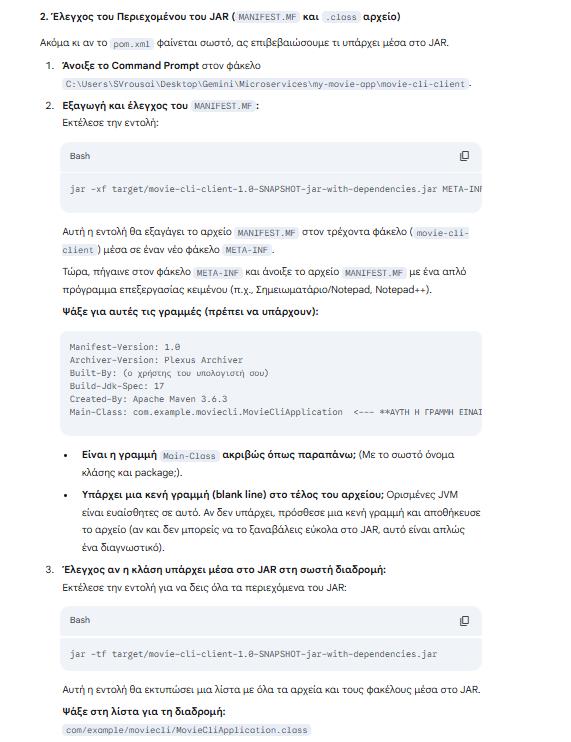 2. Έλεγχος του Περιεχομένου του JAR ( MANIFEST.MF και .class αρχείο)
Ακόμα κι αν το pom.xml φαίνεται σωστό, ας επιβεβαιώσουμε τι υπάρχει μέσα στο JAR.
1. Άνοιξε το Command Prompt στον φάκελο
C:\Users\SVrousai\Desktop\Gemini\Microservices\my-movie-app\movie-cli-client .
2. Εξαγωγή και έλεγχος του MANIFEST.MF :
Εκτέλεσε την εντολή:
Bash
jar -xf target/movie-cli-client-1.0-SNAPSHOT-jar-with-dependencies.jar META-INF
Αυτή η εντολή θα εξαγάγει το αρχείο MANIFEST.MF στον τρέχοντα φάκελο ( movie-cli-
client ) μέσα σε έναν νέο φάκελο META-INF .
Τώρα, πήγαινε στον φάκελο META-INF και άνοιξε το αρχείο MANIFEST.MF με ένα απλό
πρόγραμμα επεξεργασίας κειμένου (π.χ., Σημειωματάριο/Notepad, Notepad++).
Ψάξε για αυτές τις γραμμές (πρέπει να υπάρχουν):
Manifest-Version: 1.0
Archiver-Version: Plexus Archiver
Built-By: (ο χρήστης του υπολογιστή σου)
Build-Jdk-Spec: 17
Created-By: Apache Maven 3.6.3
Main-Class: com.example.moviecli.MovieCliApplication <--- **ΑΥΤΗ Η ΓΡΑΜΜΗ ΕΙΝΑΙ
• Είναι η γραμμή Main-Class ακριβώς όπως παραπάνω; (Με το σωστό όνομα
κλάσης και package;).
• Υπάρχει μια κενή γραμμή (blank line) στο τέλος του αρχείου; Ορισμένες JVM
είναι ευαίσθητες σε αυτό. Αν δεν υπάρχει, πρόσθεσε μια κενή γραμμή και αποθήκευσε
το αρχείο (αν και δεν μπορείς να το ξαναβάλεις εύκολα στο JAR, αυτό είναι απλώς
ένα διαγνωστικό).
3. Έλεγχος αν η κλάση υπάρχει μέσα στο JAR στη σωστή διαδρομή:
Εκτέλεσε την εντολή για να δεις όλα τα περιεχόμενα του JAR:
Bash
jar -tf target/movie-cli-client-1.0-SNAPSHOT-jar-with-dependencies.jar
Αυτή η εντολή θα εκτυπώσει μια λίστα με όλα τα αρχεία και τους φακέλους μέσα στο JAR.
Ψάξε στη λίστα για τη διαδρομή:
com/example/moviecli/MovieCliApplication.class